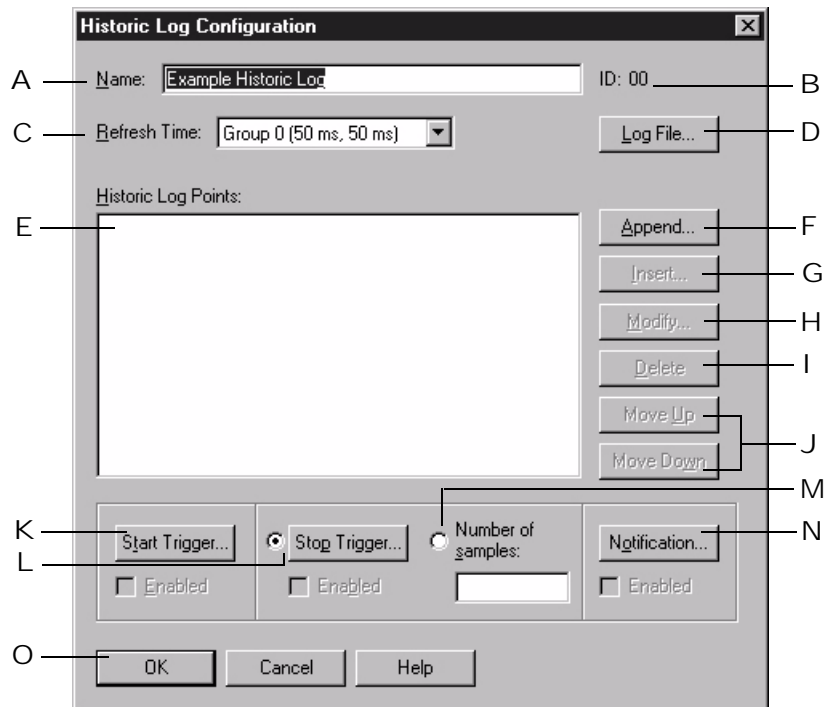 Historic Log Configuration
A Name: Example Historic Log ID: 00 B
C Refresh Time: Group 0 (50 ms, 50 ms) Log File... D
Historic Log Points:
E Append... F
Insert... G
Modify... H
Delete I
Move Up
J
Move Down
M
K Start Trigger... Stop Trigger... Number of samples: Notification... N
L
Enabled Enabled Enabled
O OK Cancel Help